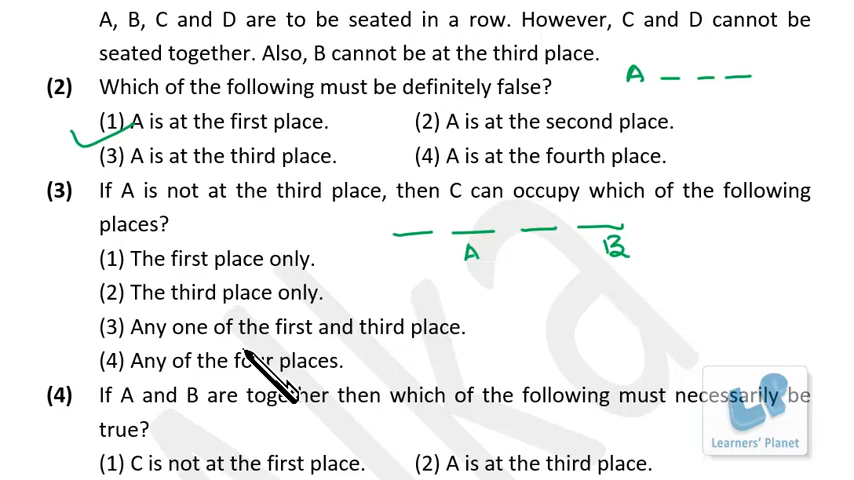 A, B, C and D are to be seated in a row. However, C and D cannot be
seated together. Also, B cannot be at the third place.
A _ _ _
(2) Which of the following must be definitely false?
(1) A is at the first place. (2) A is at the second place.
(3) A is at the third place. (4) A is at the fourth place.
(3) If A is not at the third place, then C can occupy which of the following
places?
A B
(1) The first place only.
(2) The third place only.
(3) Any one of the first and third place.
(4) Any of the four places.
(4) If A and B are together then which of the following must necessarily be
true?
LP
Learners' Planet
(1) C is not at the first place. (2) A is at the third place.